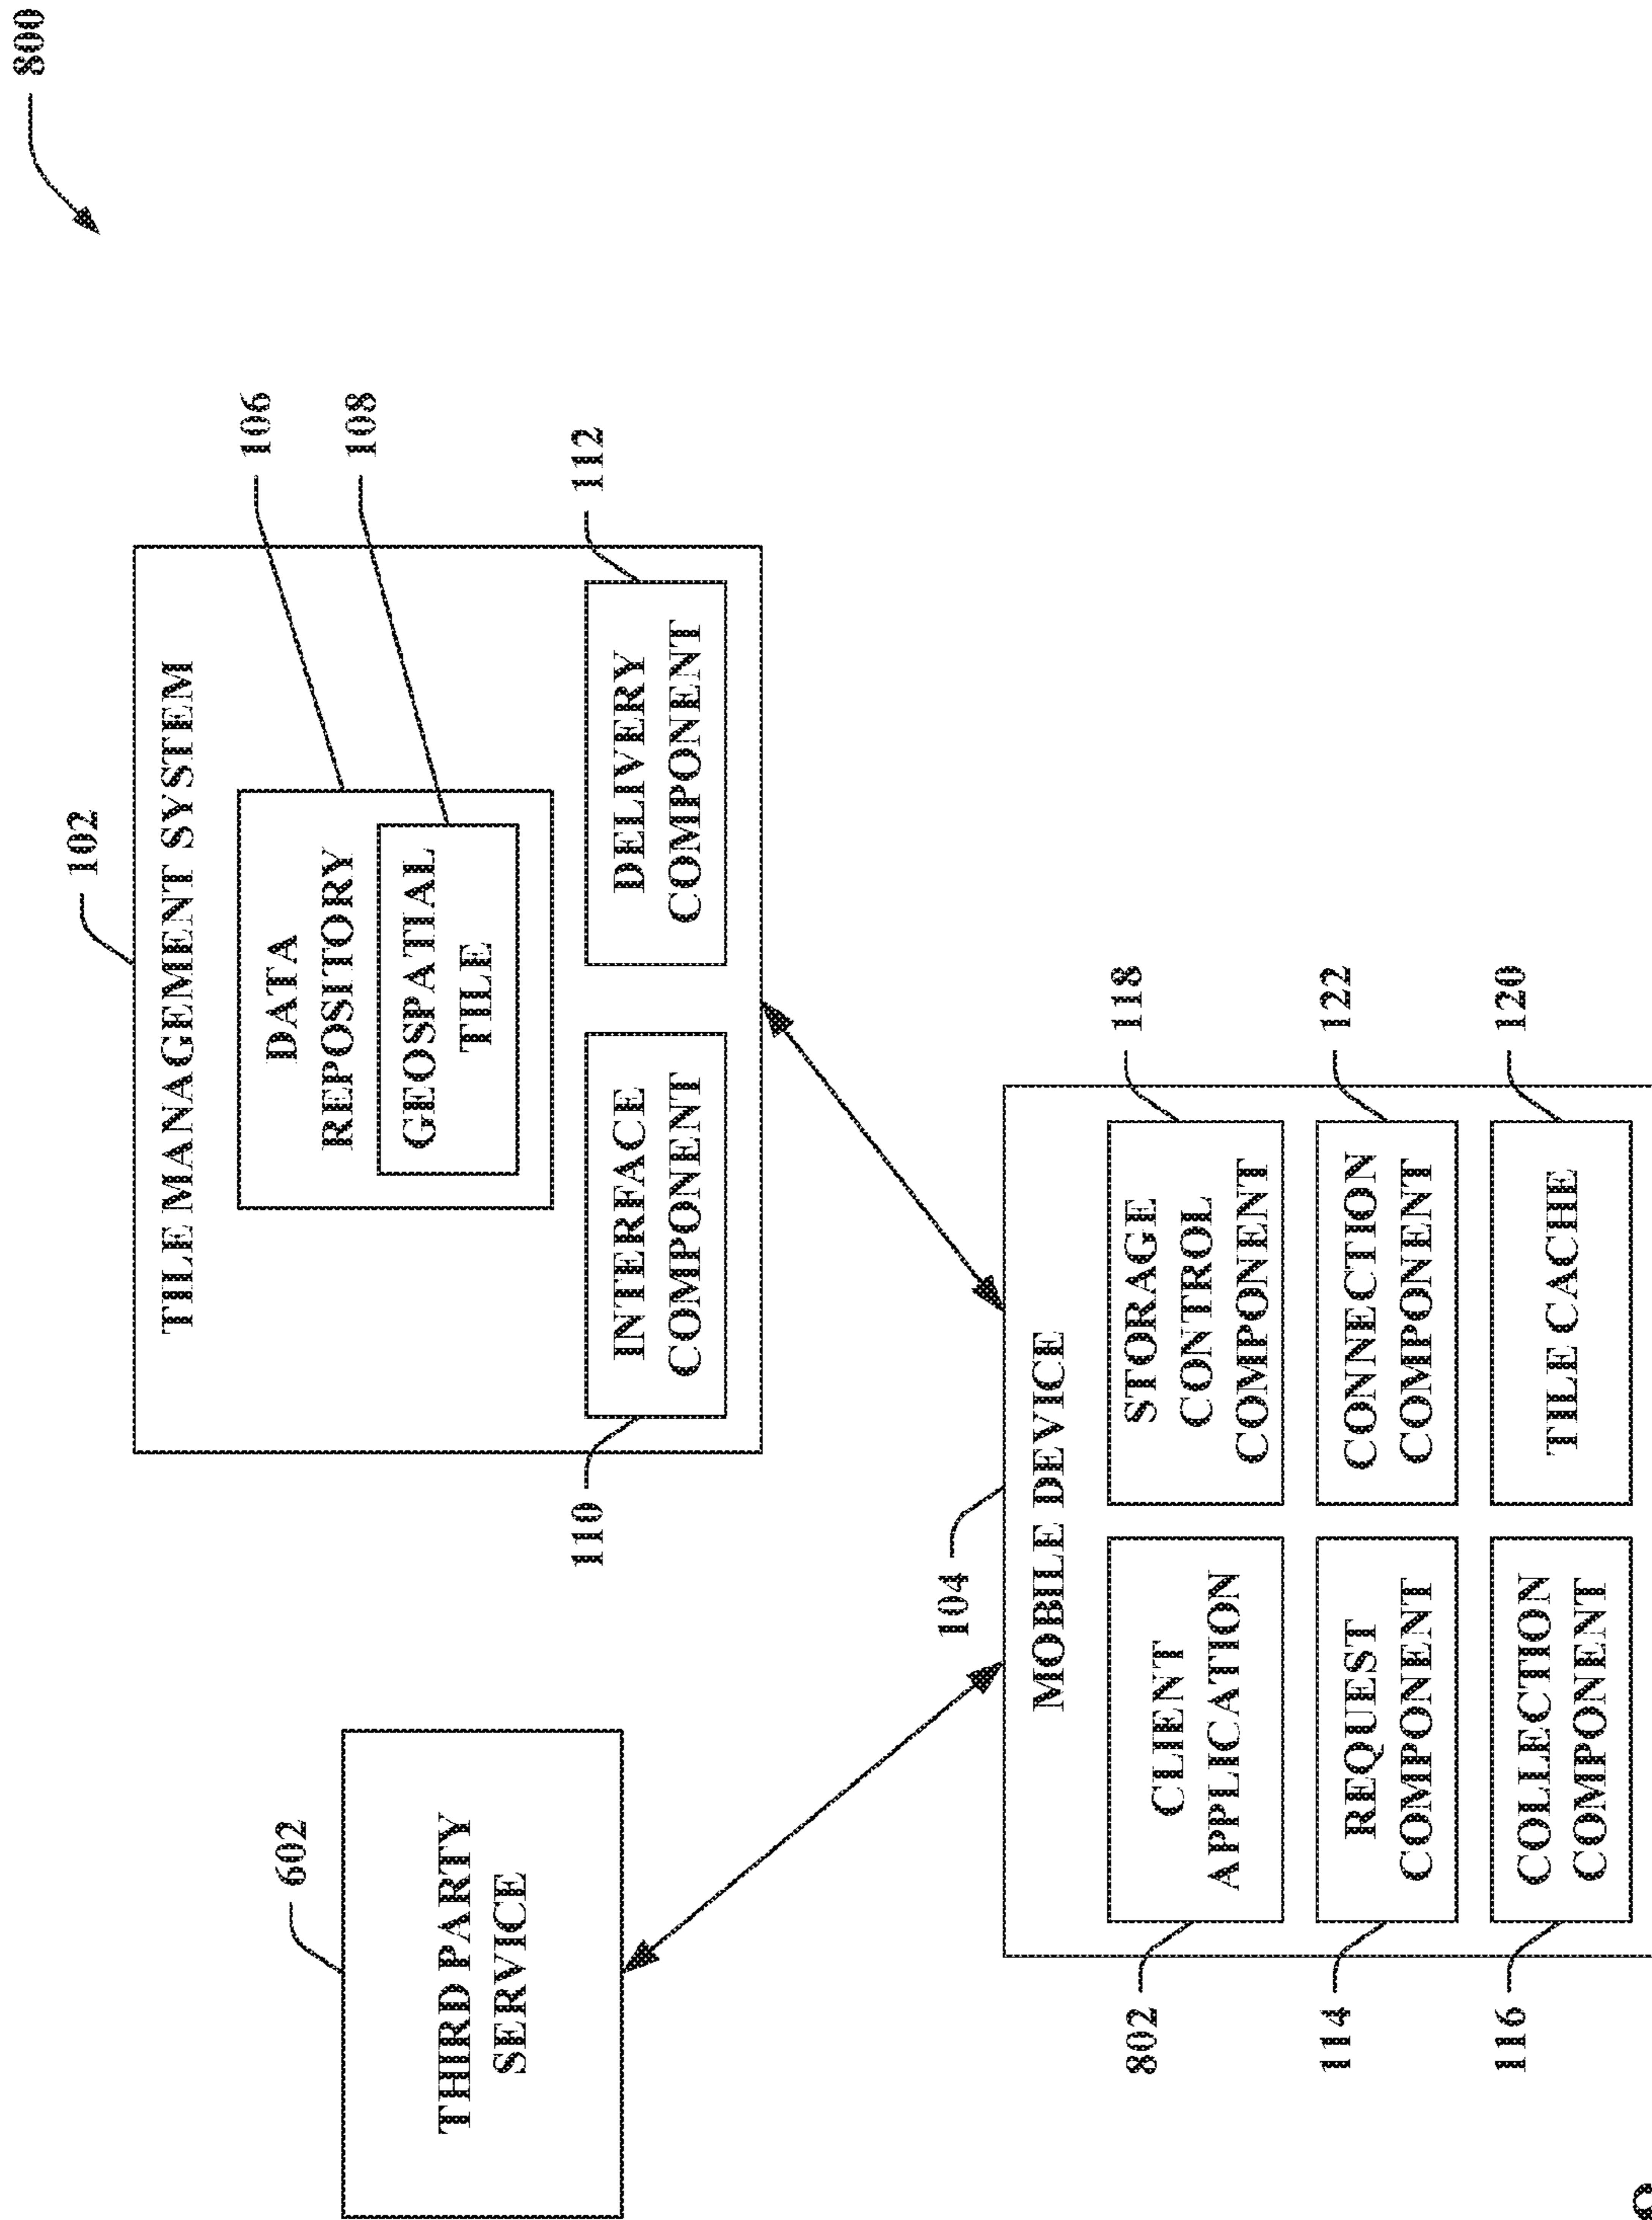 800
102
TILE MANAGEMENT SYSTEM
106
DATA
REPOSITORY
108
GEOSPATIAL
TILE
110
INTERFACE
COMPONENT
112
DELIVERY
COMPONENT
602
THIRD PARTY
SERVICE
104
MOBILE DEVICE
802
CLIENT
APPLICATION
118
STORAGE
CONTROL
COMPONENT
114
REQUEST
COMPONENT
122
CONNECTION
COMPONENT
116
COLLECTION
COMPONENT
120
TILE CACHE